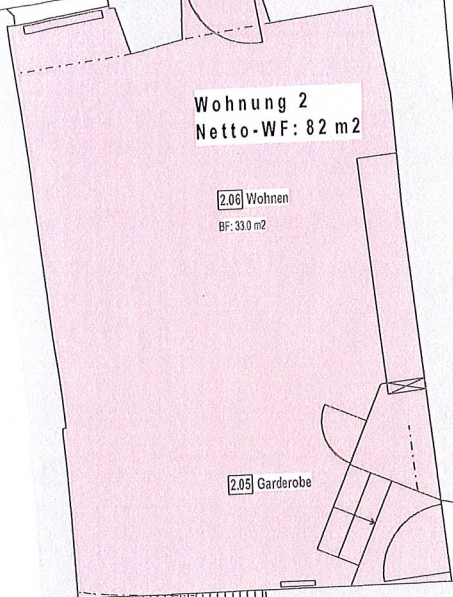 Wohnung 2
Netto-WF: 82 m2
2.06 Wohnen
BF: 33.0 m2
2.05 Garderobe